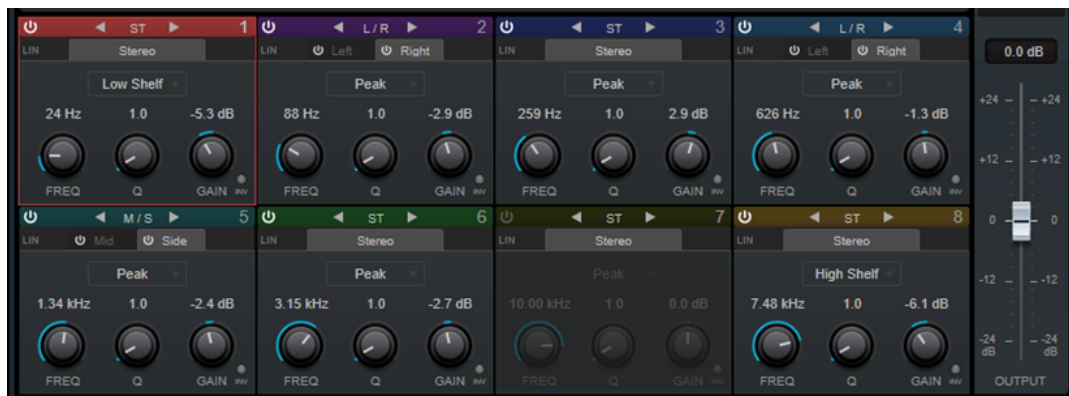 ST 1 L / R 2 ST 3 L / R 4
LIN Stereo LIN Left Right LIN Stereo LIN Left Right
0.0 dB
Low Shelf Peak Peak Peak
24 Hz 1.0 -5.3 dB 88 Hz 1.0 -2.9 dB 259 Hz 1.0 2.9 dB 626 Hz 1.0 -1.3 dB
+24 +24
+12 +12
FREQ Q GAIN INV FREQ Q GAIN INV FREQ Q GAIN INV FREQ Q GAIN INV
M / S 5 ST 6 ST 7 ST 8
0 0
LIN Mid Side LIN Stereo LIN Stereo LIN Stereo
Peak Peak Peak High Shelf
-12 -12
1.34 kHz 1.0 -2.4 dB 3.15 kHz 1.0 -2.7 dB 10.00 kHz 1.0 0.0 dB 7.48 kHz 1.0 -6.1 dB
-24 -24
dB dB
FREQ Q GAIN INV FREQ Q GAIN INV FREQ Q GAIN INV FREQ Q GAIN INV
OUTPUT